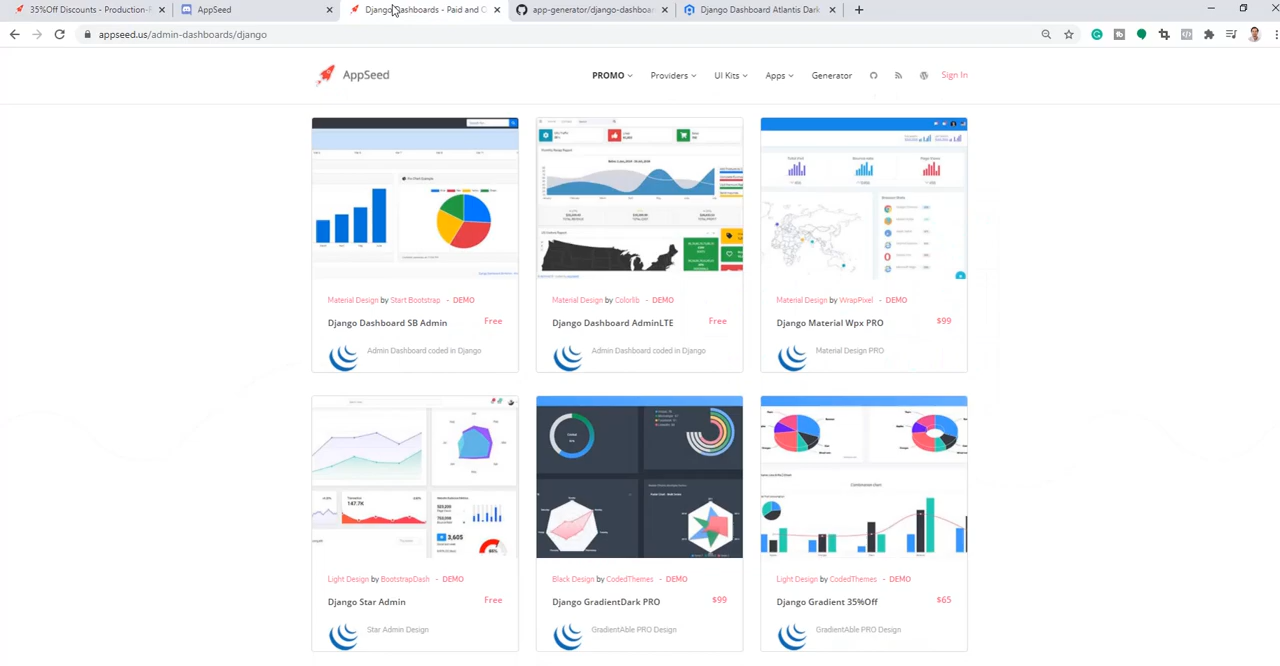 35%Off Discounts - Production-
AppSeed
Django Dashboards - Paid and O
app-generator/django-dashboar
Django Dashboard Atlantis Dark
appseed.us/admin-dashboards/django
AppSeed
PROMO
Providers
UI Kits
Apps
Generator
Sign In
Material Design by Start Bootstrap - DEMO
Django Dashboard SB Admin
Free
Admin Dashboard coded in Django
Material Design by Colorlib - DEMO
Django Dashboard AdminLTE
Free
Admin Dashboard coded in Django
Material Design by WrapPixel - DEMO
Django Material Wpx PRO
$99
Material Design PRO
147.7K
3,605
Light Design by BootstrapDash - DEMO
Django Star Admin
Free
Star Admin Design
Black Design by CodedThemes - DEMO
Django GradientDark PRO
$99
GradientAble PRO Design
Light Design by CodedThemes - DEMO
Django Gradient 35%Off
$65
GradientAble PRO Design